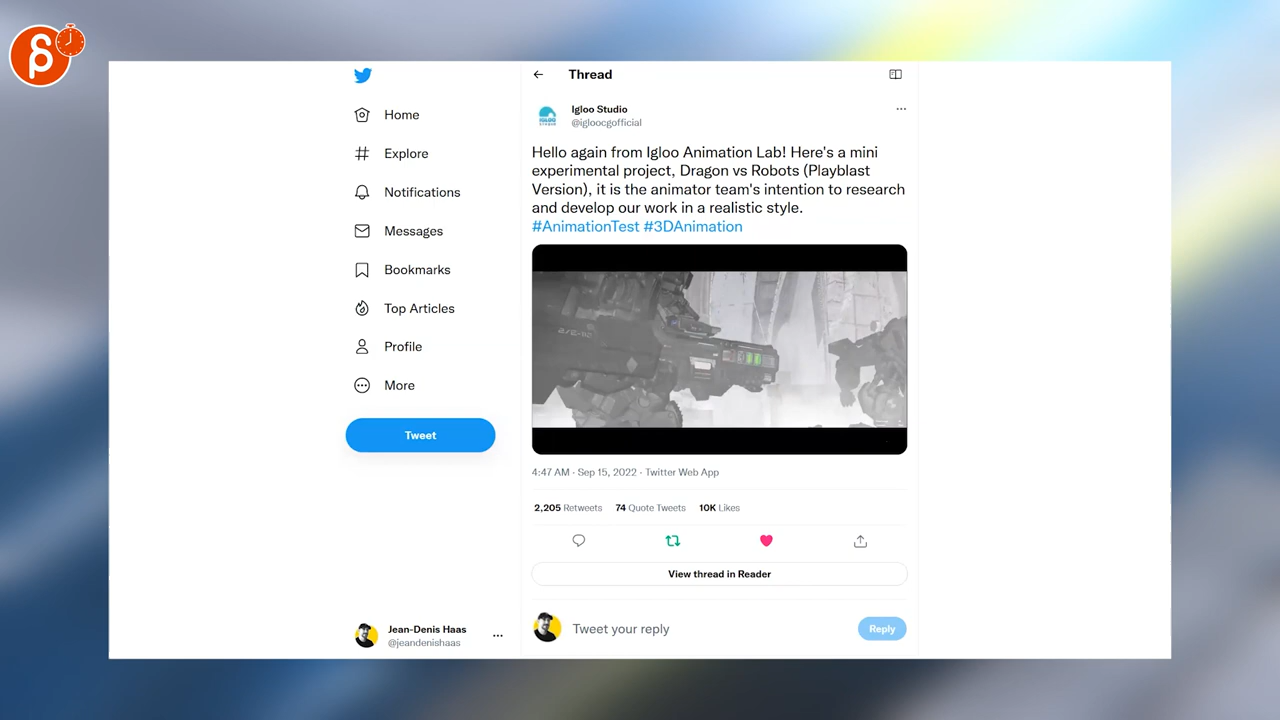 Thread
Igloo Studio
@igloocgofficial
Home
Explore
Notifications
Messages
Bookmarks
Top Articles
Profile
More
Tweet
Hello again from Igloo Animation Lab! Here's a mini
experimental project, Dragon vs Robots (Playblast
Version), it is the animator team's intention to research
and develop our work in a realistic style.
#AnimationTest #3DAnimation
4:47 AM · Sep 15, 2022 · Twitter Web App
2,205 Retweets 74 Quote Tweets 10K Likes
View thread in Reader
Jean-Denis Haas
@jeandenishaas
Tweet your reply
Reply